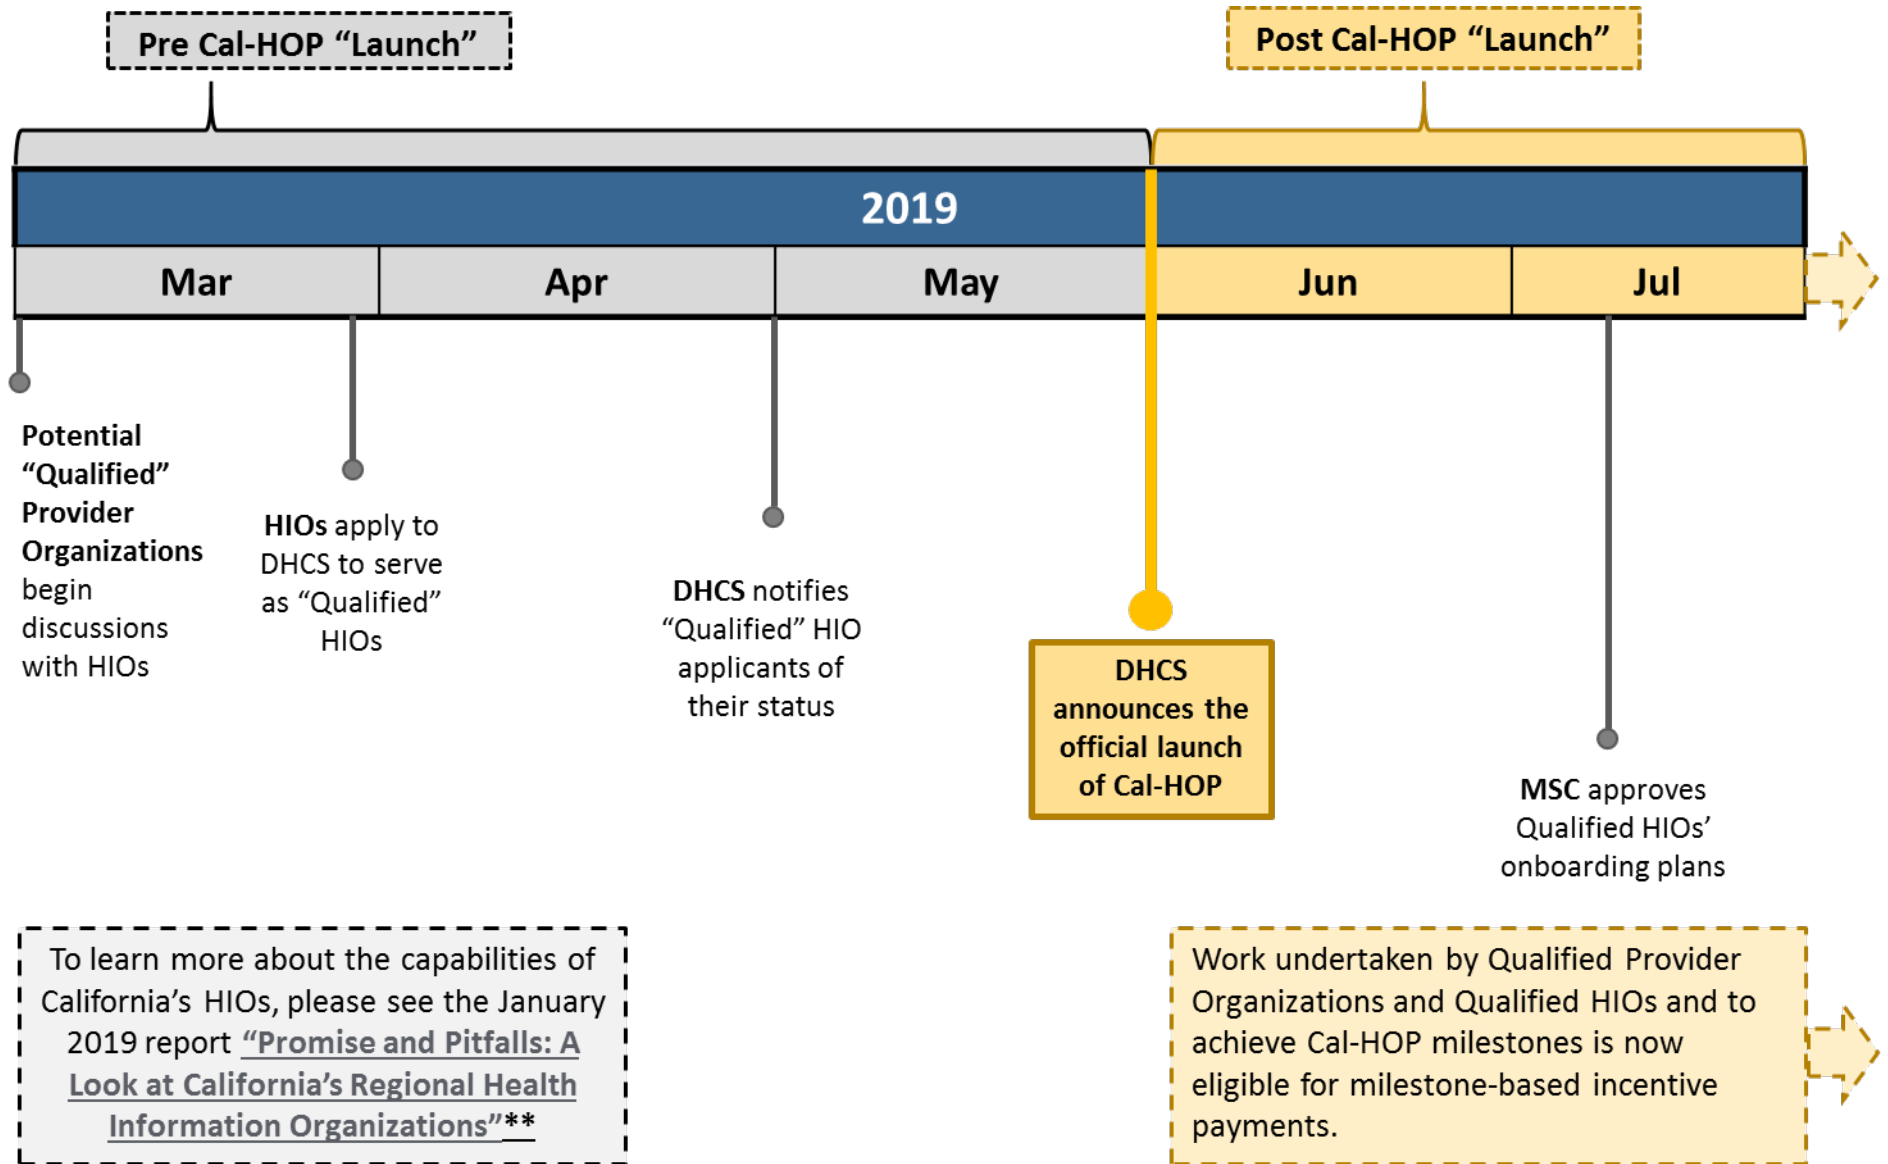 Pre Cal-HOP “Launch”
Post Cal-HOP “Launch”
2019
Mar
Apr
May
Jun
Jul
Potential
“Qualified”
Provider
Organizations
begin
discussions
with HIOs
HIOs apply to
DHCS to serve
as “Qualified”
HIOs
DHCS notifies
“Qualified” HIO
applicants of
their status
DHCS
announces the
official launch
of Cal-HOP
MSC approves
Qualified HIOs’
onboarding plans
To learn more about the capabilities of
California’s HIOs, please see the January
2019 report “Promise and Pitfalls: A
Look at California’s Regional Health
Information Organizations”**
Work undertaken by Qualified Provider
Organizations and Qualified HIOs and to
achieve Cal-HOP milestones is now
eligible for milestone-based incentive
payments.